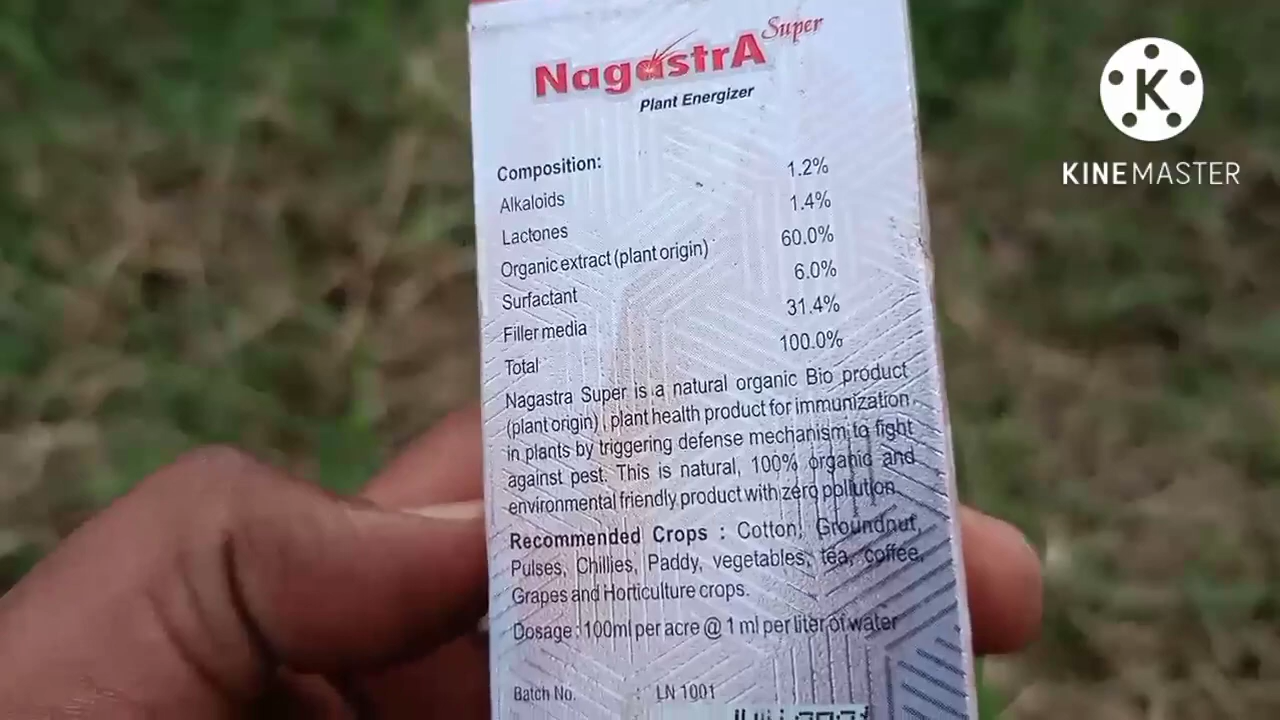 NagastrA Super
Plant Energizer
Composition:
Alkaloids 1.2%
Lactones 1.4%
Organic extract (plant origin) 60.0%
Surfactant 6.0%
Filler media 31.4%
Total 100.0%
Nagastra Super is a natural organic Bio product
(plant origin) , plant health product for immunization
in plants by triggering defense mechanism to fight
against pest. This is natural, 100% organic and
environmental friendly product with zero pollution.
Recommended Crops : Cotton, Groundnut,
Pulses, Chillies, Paddy, vegetables, tea, coffee,
Grapes and Horticulture crops.
Dosage : 100ml per acre @ 1 ml per liter of water
Batch No. : LN 1001
K
KINEMASTER